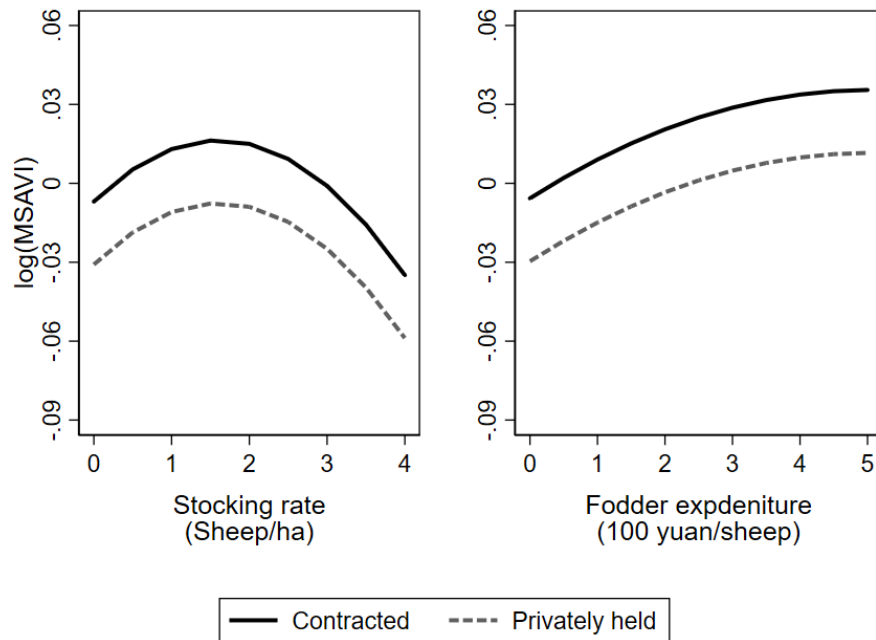 log(MSAVI)
.06
.03
0
-.03
-.06
-.09
0 1 2 3 4
Stocking rate
(Sheep/ha)
.06
.03
0
-.03
-.06
-.09
0 1 2 3 4 5
Fodder expdeniture
(100 yuan/sheep)
Contracted Privately held